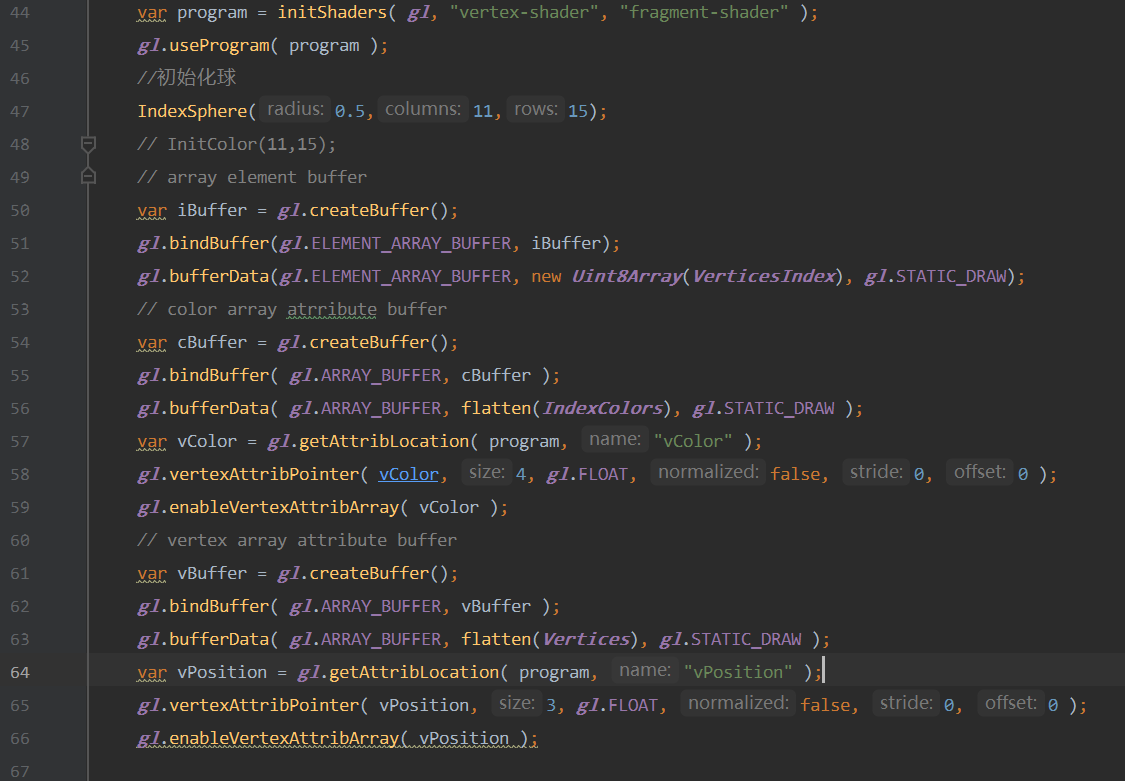 44 var program = initShaders( gl, "vertex-shader", "fragment-shader" );
45 gl.useProgram( program );
46 //初始化球
47 IndexSphere( radius: 0.5, columns: 11, rows: 15);
48 // InitColor(11,15);
49 // array element buffer
50 var iBuffer = gl.createBuffer();
51 gl.bindBuffer(gl.ELEMENT_ARRAY_BUFFER, iBuffer);
52 gl.bufferData(gl.ELEMENT_ARRAY_BUFFER, new Uint8Array(VerticesIndex), gl.STATIC_DRAW);
53 // color array atrribute buffer
54 var cBuffer = gl.createBuffer();
55 gl.bindBuffer( gl.ARRAY_BUFFER, cBuffer );
56 gl.bufferData( gl.ARRAY_BUFFER, flatten(IndexColors), gl.STATIC_DRAW );
57 var vColor = gl.getAttribLocation( program, name: "vColor" );
58 gl.vertexAttribPointer( vColor, size: 4, gl.FLOAT, normalized: false, stride: 0, offset: 0 );
59 gl.enableVertexAttribArray( vColor );
60 // vertex array attribute buffer
61 var vBuffer = gl.createBuffer();
62 gl.bindBuffer( gl.ARRAY_BUFFER, vBuffer );
63 gl.bufferData( gl.ARRAY_BUFFER, flatten(Vertices), gl.STATIC_DRAW );
64 var vPosition = gl.getAttribLocation( program, name: "vPosition" );
65 gl.vertexAttribPointer( vPosition, size: 3, gl.FLOAT, normalized: false, stride: 0, offset: 0 );
66 gl.enableVertexAttribArray( vPosition );
67